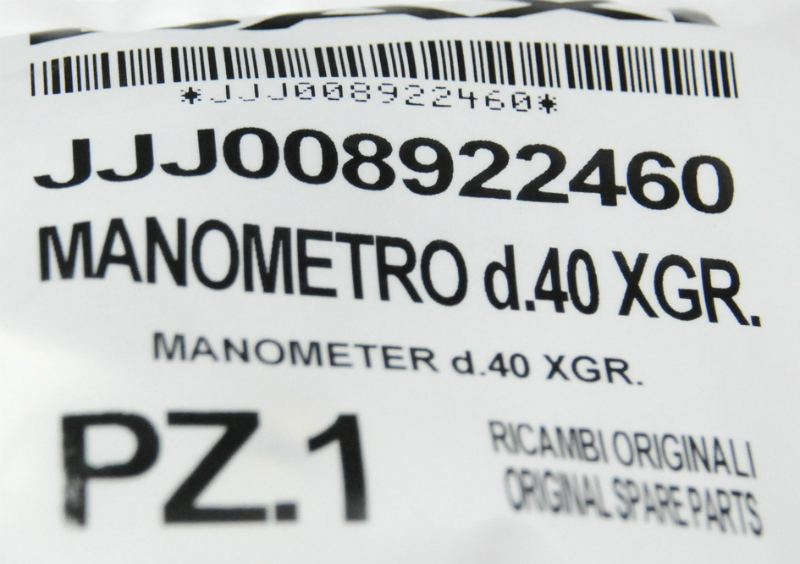 *JJJ008922460*
JJJ008922460
MANOMETRO d.40 XGR.
MANOMETER d.40 XGR.
PZ.1
RICAMBI ORIGINALI
ORIGINAL SPARE PARTS